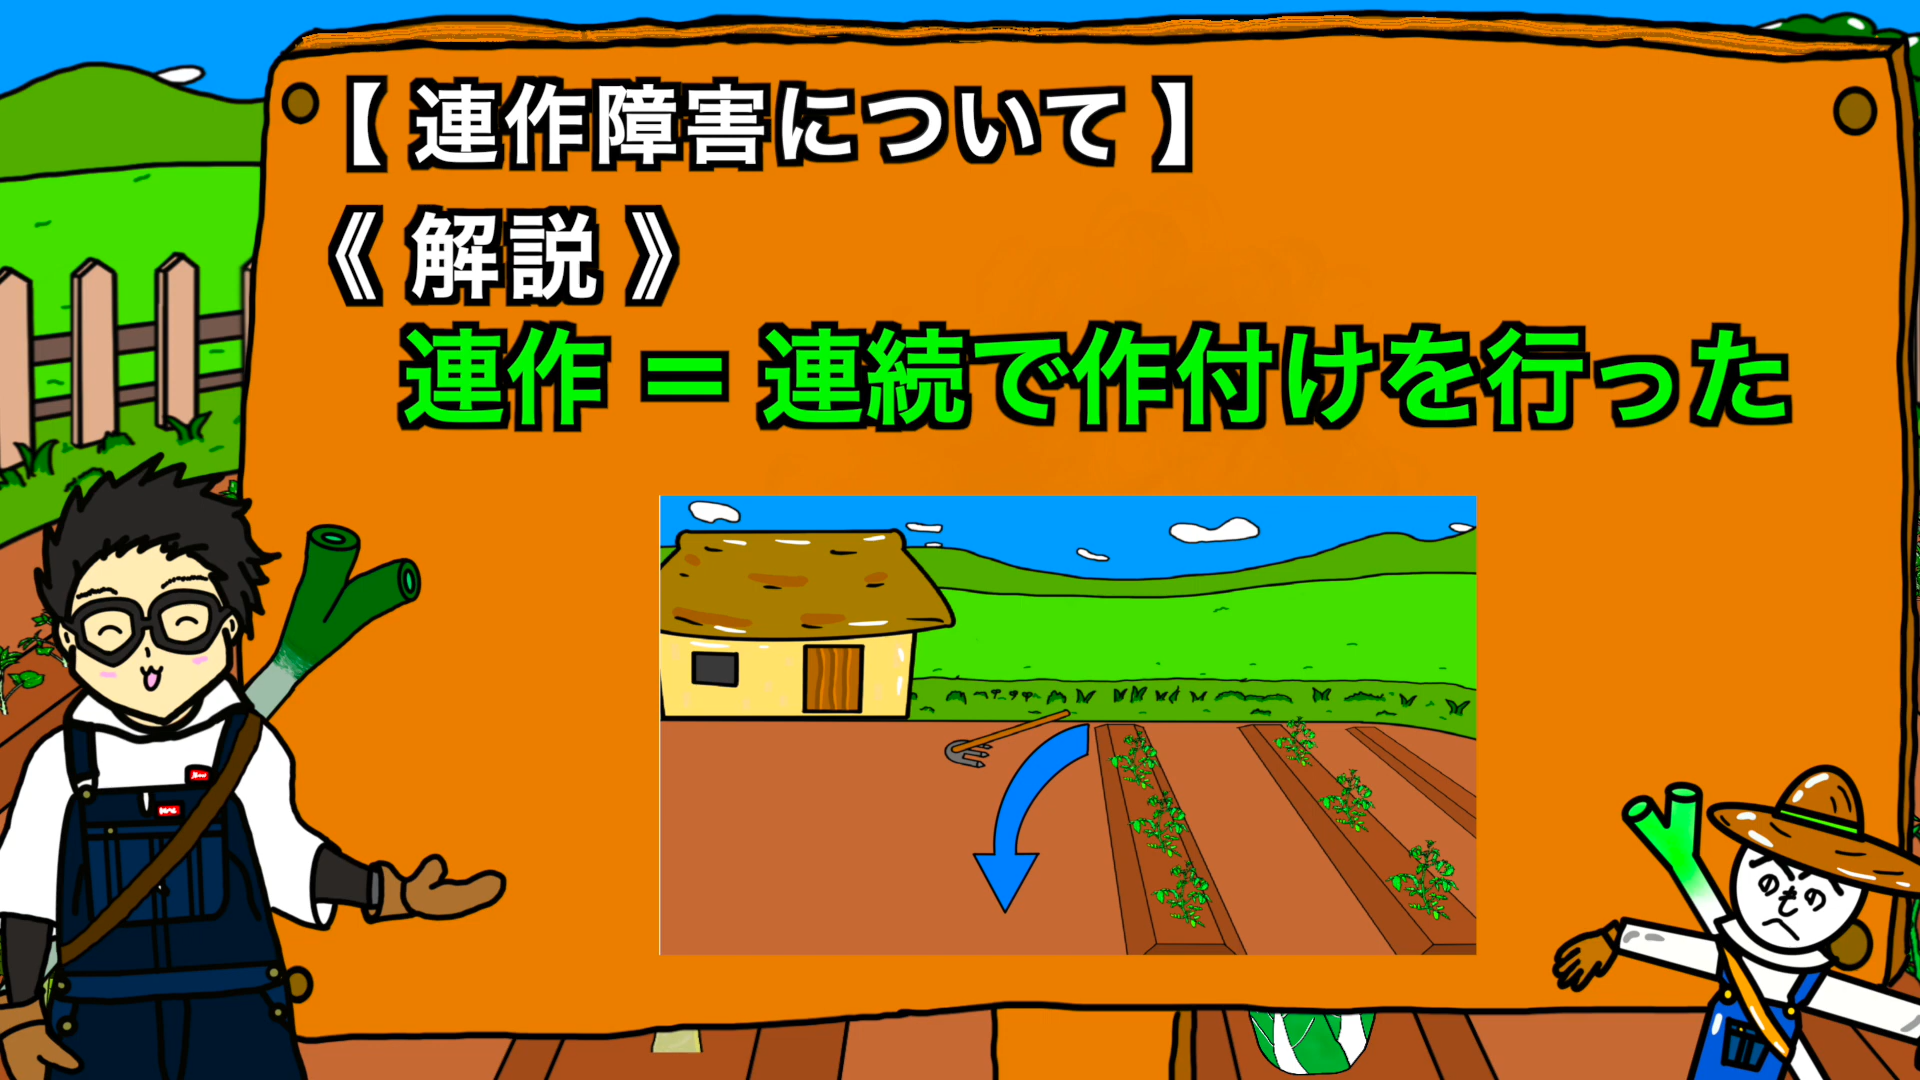 【 連作障害について 】
《 解説 》
連作 = 連続で作付けを行った